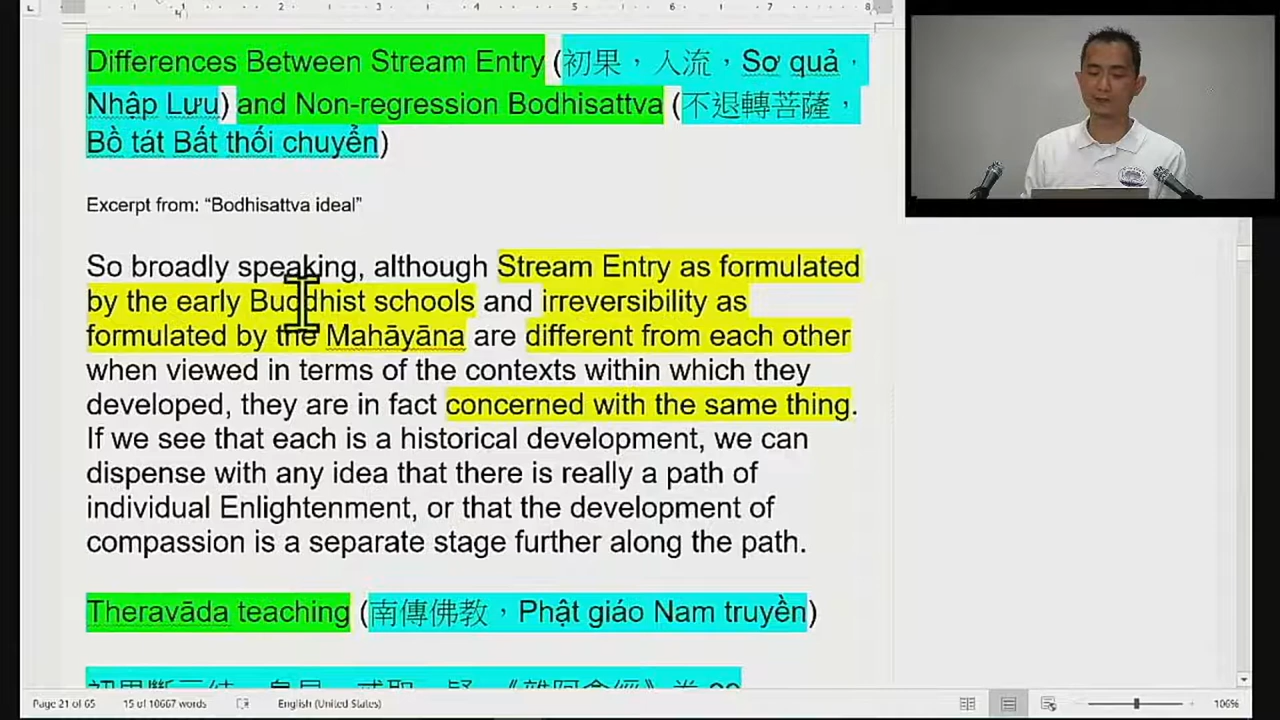 Differences Between Stream Entry (初果，入流，Sơ quả，
Nhập Lưu) and Non-regression Bodhisattva (不退轉菩薩，
Bồ tát Bất thối chuyển)
Excerpt from: “Bodhisattva ideal”
So broadly speaking, although Stream Entry as formulated
by the early Buddhist schools and irreversibility as
formulated by the Mahāyāna are different from each other
when viewed in terms of the contexts within which they
developed, they are in fact concerned with the same thing.
If we see that each is a historical development, we can
dispense with any idea that there is really a path of
individual Enlightenment, or that the development of
compassion is a separate stage further along the path.
Theravāda teaching (南傳佛教，Phật giáo Nam truyền)
Page 21 of 65 15 of 10667 words English (United States) 106%